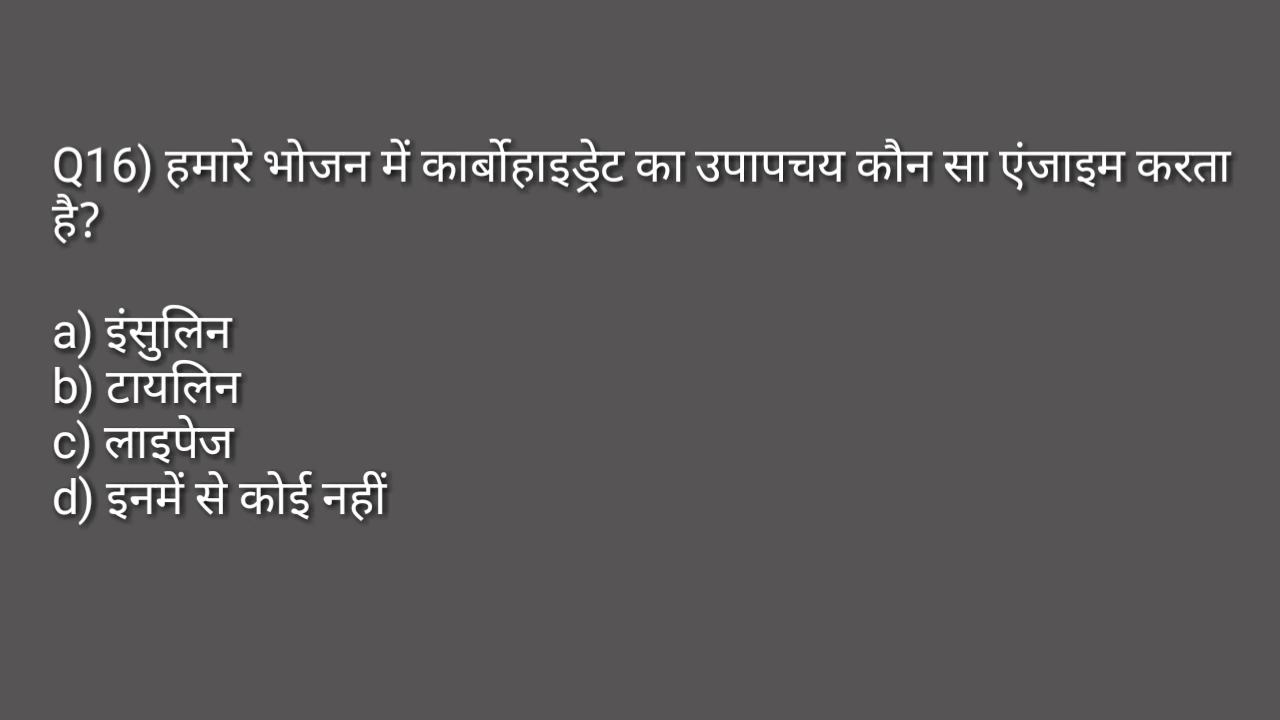 Q16) हमारे भोजन में कार्बोहाइड्रेट का उपापचय कौन सा एंजाइम करता
है?
a) इंसुलिन
b) टायलिन
c) लाइपेज
d) इनमें से कोई नहीं